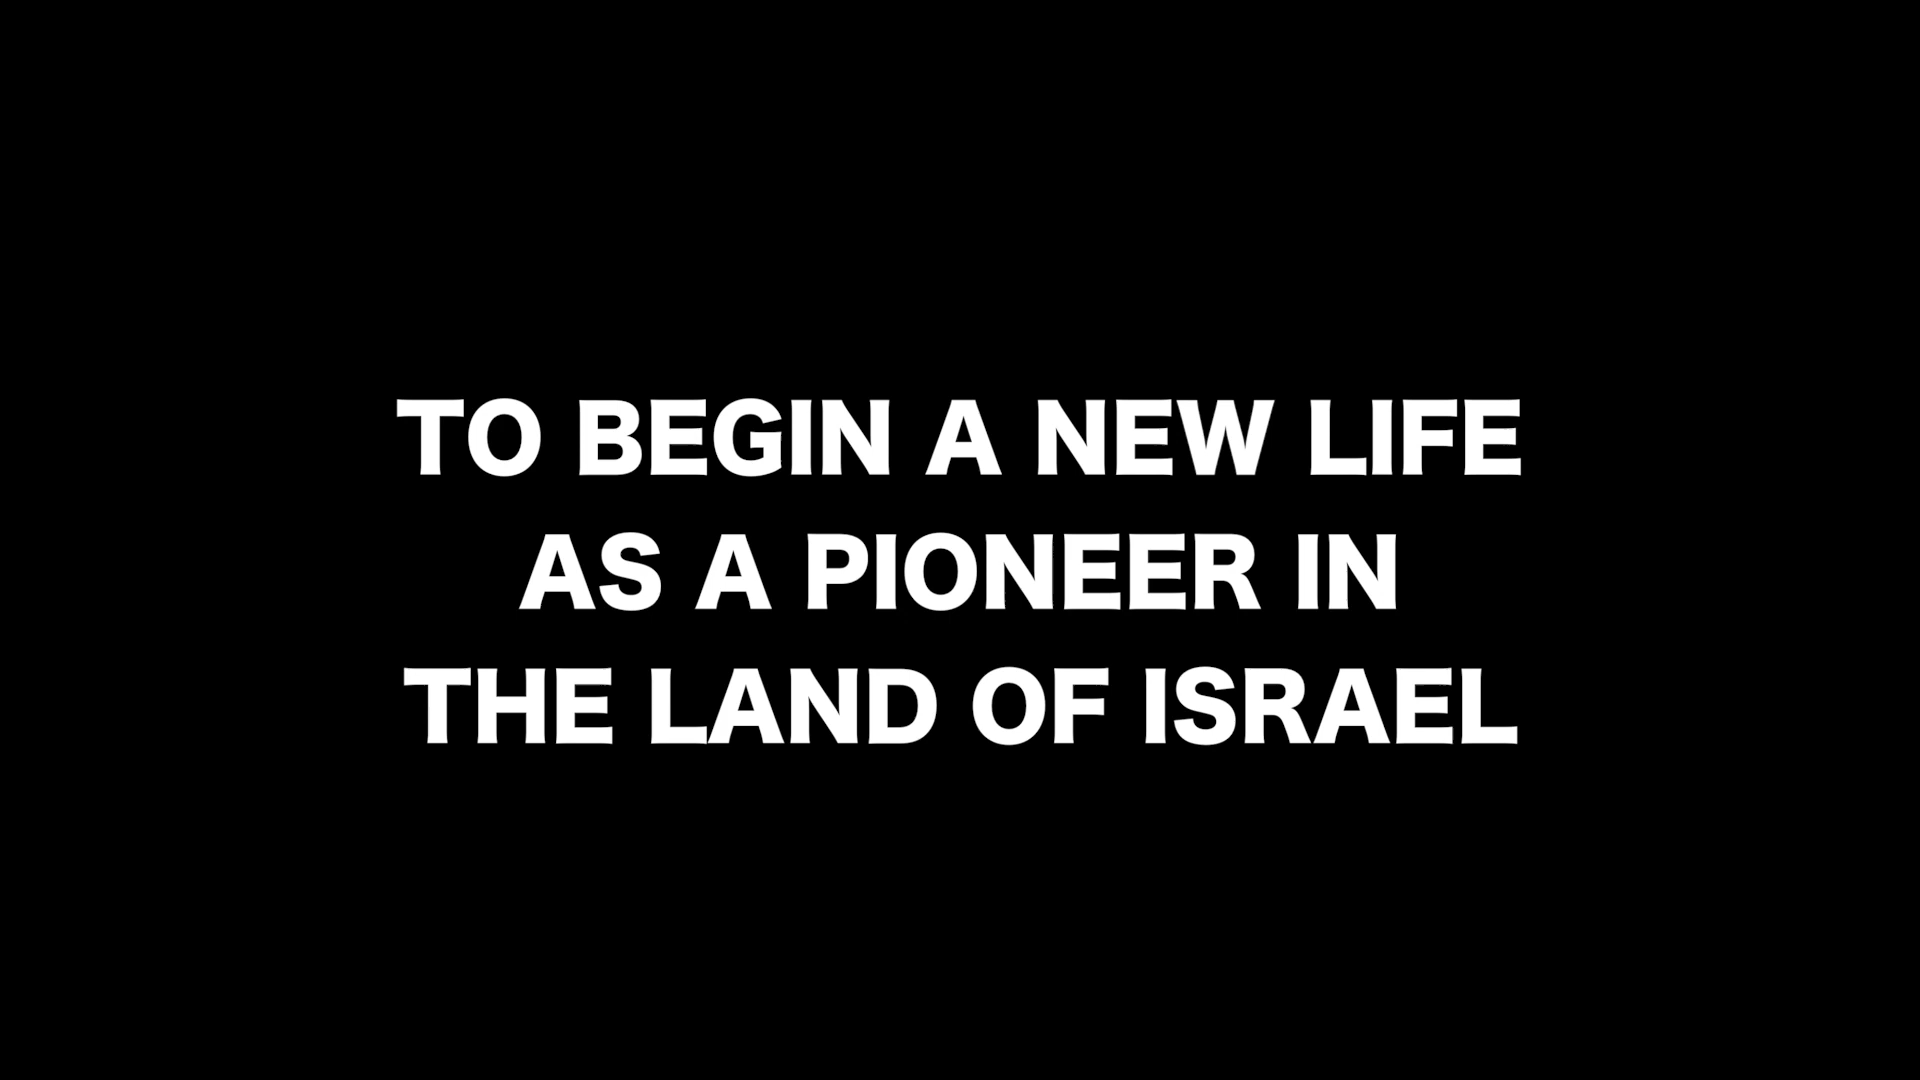 TO BEGIN A NEW LIFE
AS A PIONEER IN
THE LAND OF ISRAEL